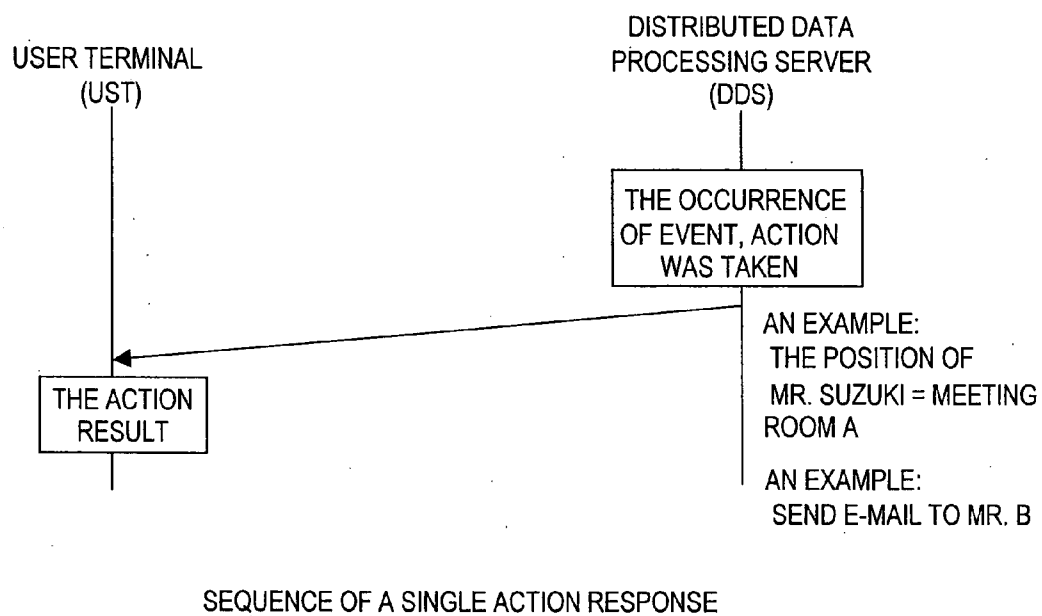 USER TERMINAL
(UST)
DISTRIBUTED DATA
PROCESSING SERVER
(DDS)
THE OCCURRENCE
OF EVENT, ACTION
WAS TAKEN
AN EXAMPLE:
THE POSITION OF
MR. SUZUKI = MEETING
ROOM A
THE ACTION
RESULT
AN EXAMPLE:
SEND E-MAIL TO MR. B
SEQUENCE OF A SINGLE ACTION RESPONSE